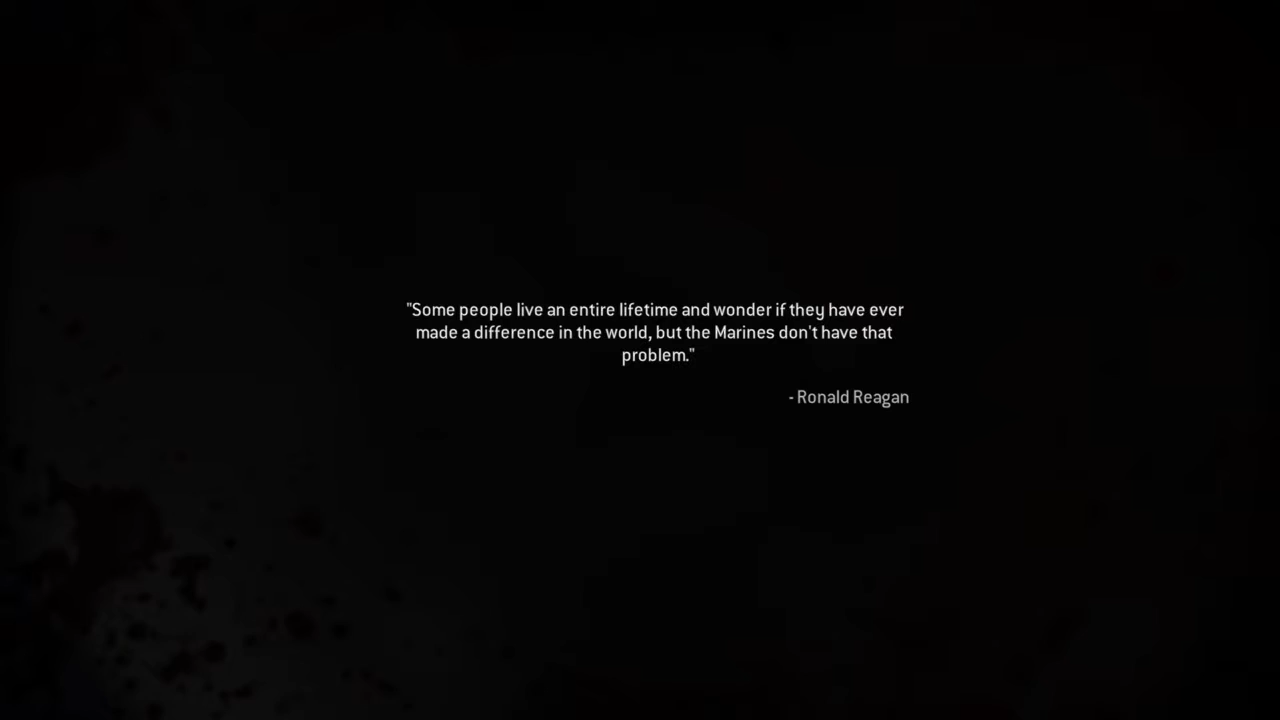 "Some people live an entire lifetime and wonder if they have ever
made a difference in the world, but the Marines don't have that
problem."
- Ronald Reagan